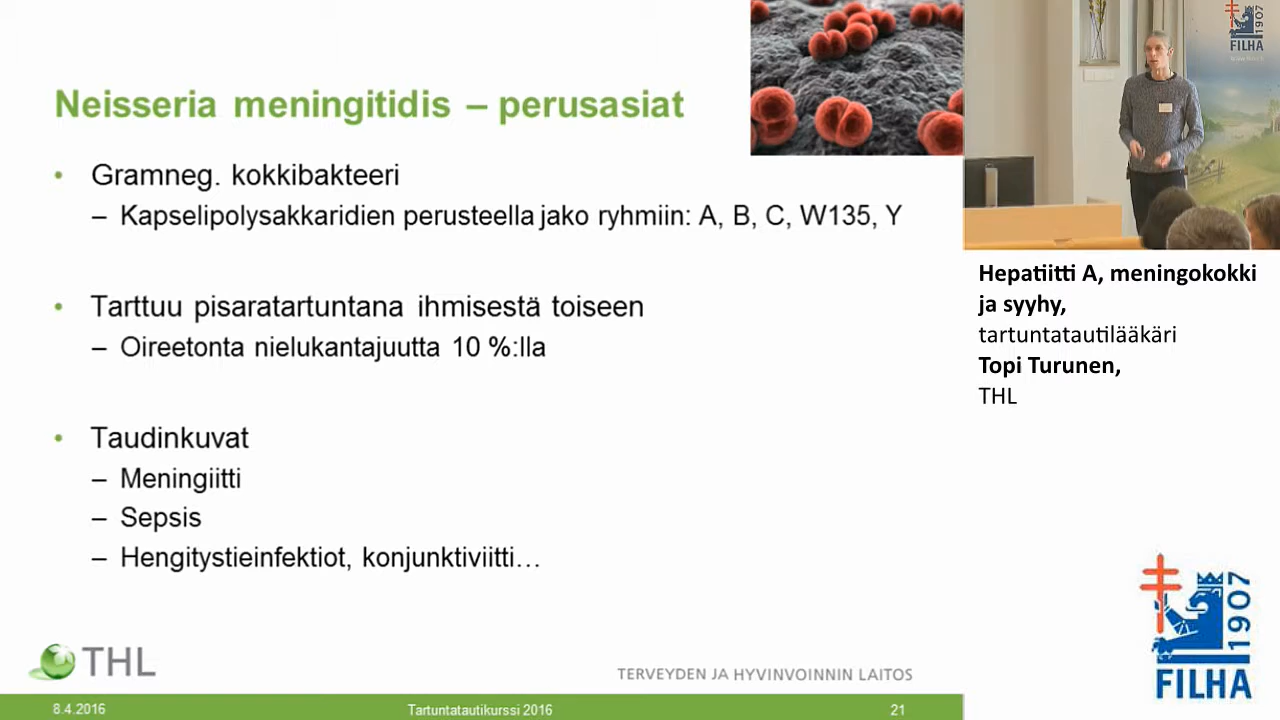 Neisseria meningitidis – perusasiat
• Gramneg. kokkibakteeri
– Kapselipolysakkaridien perusteella jako ryhmiin: A, B, C, W135, Y
• Tarttuu pisaratartuntana ihmisestä toiseen
– Oireetonta nielukantajuutta 10 %:lla
• Taudinkuvat
– Meningiitti
– Sepsis
– Hengitystieinfektiot, konjunktiviitti…
THL
TERVEYDEN JA HYVINVOINNIN LAITOS
8.4.2016
Tartuntatautikurssi 2016
21
1907
FILHA
Hepatiitti A, meningokokki
ja syyhy,
tartuntatautilääkäri
Topi Turunen,
THL
1907
FILHA